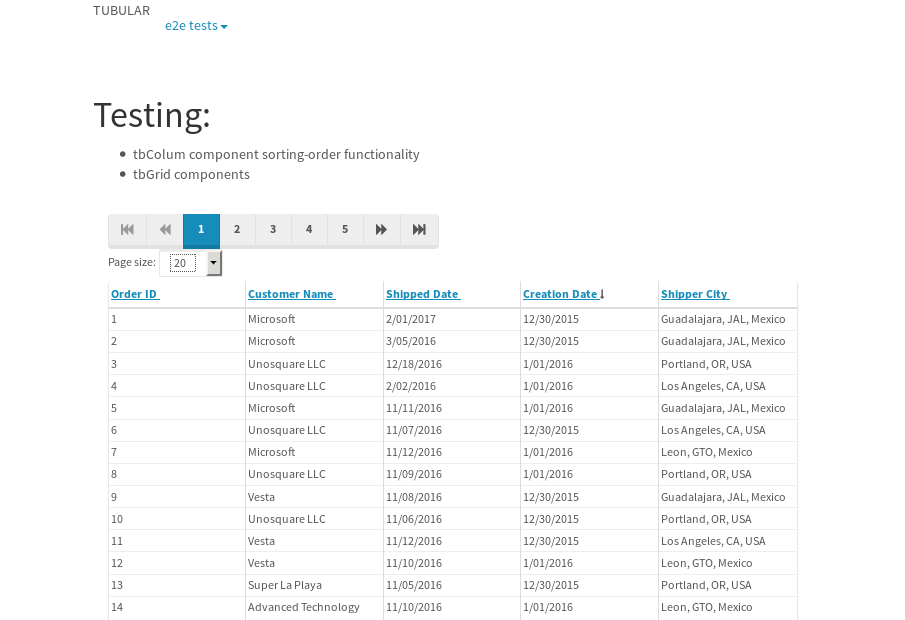 TUBULAR
e2e tests
Testing:
tbColum component sorting-order functionality
tbGrid components
1 2 3 4 5
Page size: 20
Order ID Customer Name Shipped Date Creation Date↓ Shipper City
1 Microsoft 2/01/2017 12/30/2015 Guadalajara, JAL, Mexico
2 Microsoft 3/05/2016 12/30/2015 Guadalajara, JAL, Mexico
3 Unosquare LLC 12/18/2016 1/01/2016 Portland, OR, USA
4 Unosquare LLC 2/02/2016 1/01/2016 Los Angeles, CA, USA
5 Microsoft 11/11/2016 1/01/2016 Guadalajara, JAL, Mexico
6 Unosquare LLC 11/07/2016 12/30/2015 Los Angeles, CA, USA
7 Microsoft 11/12/2016 1/01/2016 Leon, GTO, Mexico
8 Unosquare LLC 11/09/2016 1/01/2016 Portland, OR, USA
9 Vesta 11/08/2016 12/30/2015 Guadalajara, JAL, Mexico
10 Unosquare LLC 11/06/2016 12/30/2015 Portland, OR, USA
11 Vesta 11/12/2016 12/30/2015 Los Angeles, CA, USA
12 Vesta 11/10/2016 1/01/2016 Leon, GTO, Mexico
13 Super La Playa 11/05/2016 12/30/2015 Portland, OR, USA
14 Advanced Technology 11/10/2016 1/01/2016 Leon, GTO, Mexico